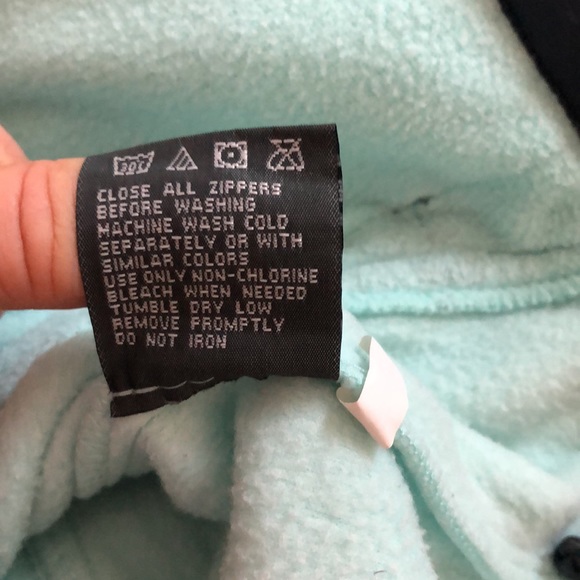 30°C
CLOSE ALL ZIPPERS
BEFORE WASHING
MACHINE WASH COLD
SEPARATELY OR WITH
SIMILAR COLORS
USE ONLY NON-CHLORINE
BLEACH WHEN NEEDED
TUMBLE DRY LOW
REMOVE PROMPTLY
DO NOT IRON